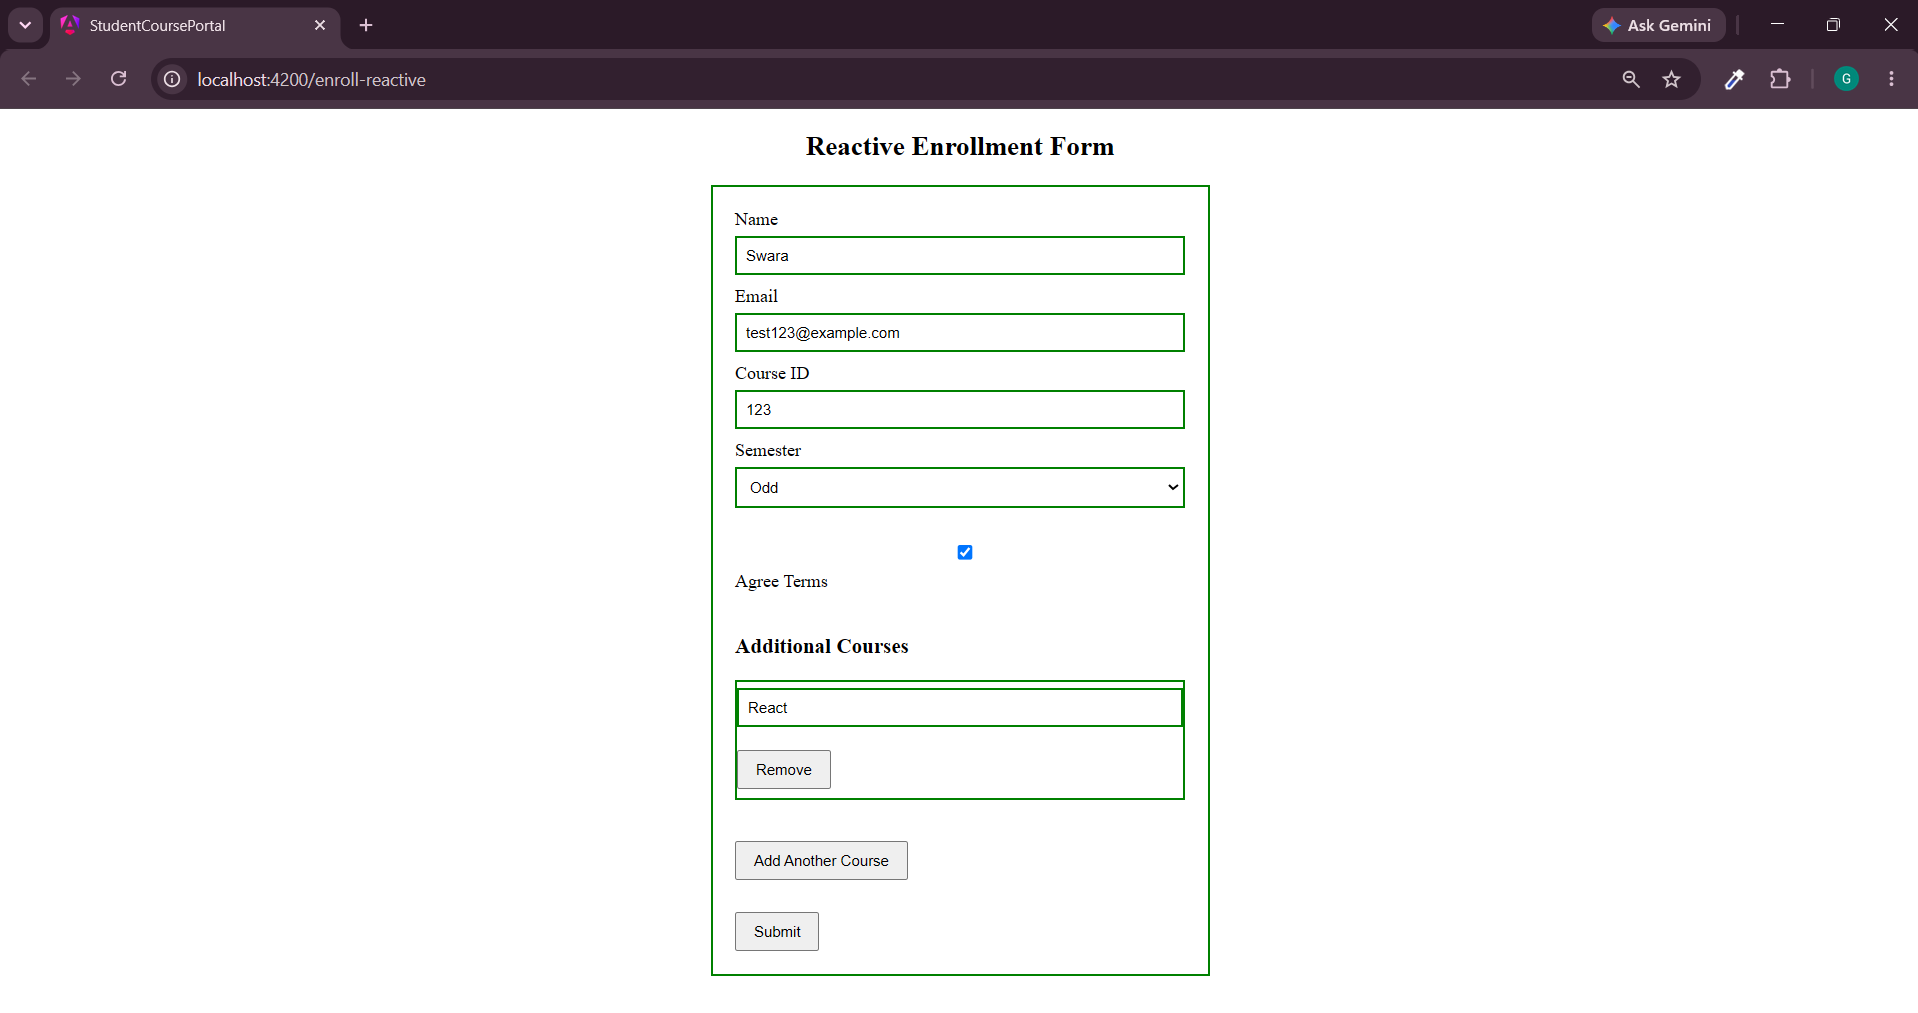 StudentCoursePortal
Ask Gemini
localhost:4200/enroll-reactive
G
Reactive Enrollment Form
Name
Swara
Email
test123@example.com
Course ID
123
Semester
Odd
Agree Terms
Additional Courses
React
Remove
Add Another Course
Submit